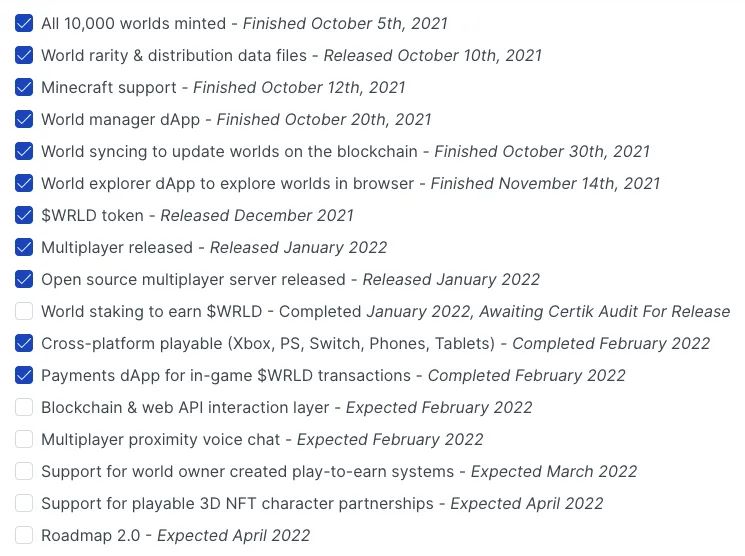 All 10,000 worlds minted - Finished October 5th, 2021
World rarity & distribution data files - Released October 10th, 2021
Minecraft support - Finished October 12th, 2021
World manager dApp - Finished October 20th, 2021
World syncing to update worlds on the blockchain - Finished October 30th, 2021
World explorer dApp to explore worlds in browser - Finished November 14th, 2021
$WRLD token - Released December 2021
Multiplayer released - Released January 2022
Open source multiplayer server released - Released January 2022
World staking to earn $WRLD - Completed January 2022, Awaiting Certik Audit For Release
Cross-platform playable (Xbox, PS, Switch, Phones, Tablets) - Completed February 2022
Payments dApp for in-game $WRLD transactions - Completed February 2022
Blockchain & web API interaction layer - Expected February 2022
Multiplayer proximity voice chat - Expected February 2022
Support for world owner created play-to-earn systems - Expected March 2022
Support for playable 3D NFT character partnerships - Expected April 2022
Roadmap 2.0 - Expected April 2022